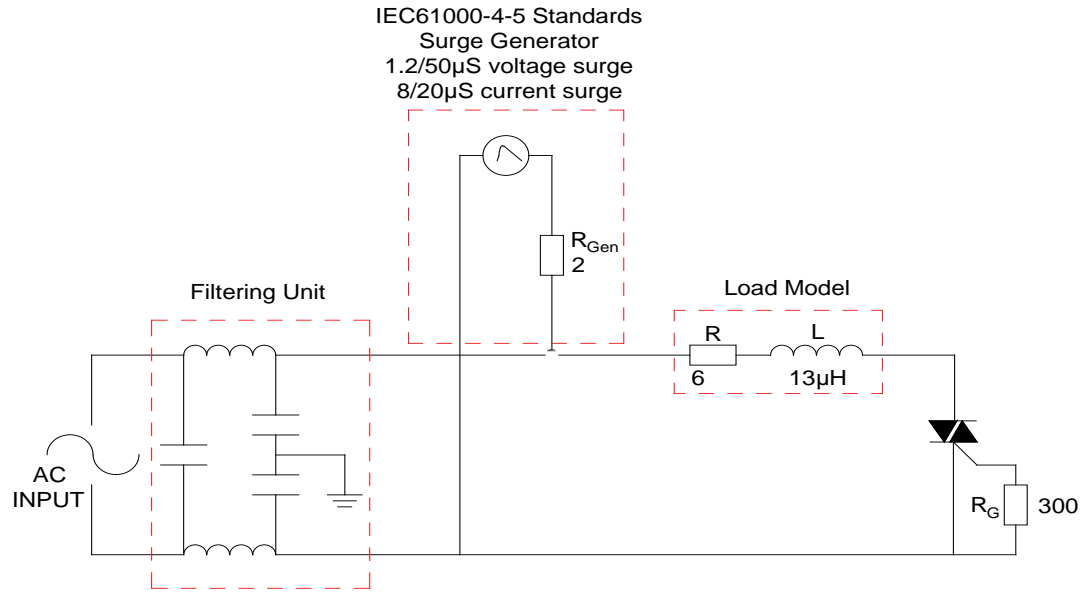 IEC61000-4-5 Standards
Surge Generator
1.2/50µS voltage surge
8/20µS current surge
RGen
2
Filtering Unit
Load Model
R
L
6
13µH
AC
INPUT
RG
300